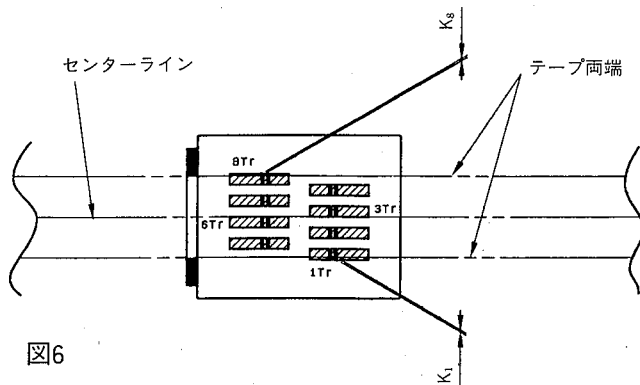 K₈
センターライン
テープ両端
8Tr
6Tr
3Tr
1Tr
K₁
図6